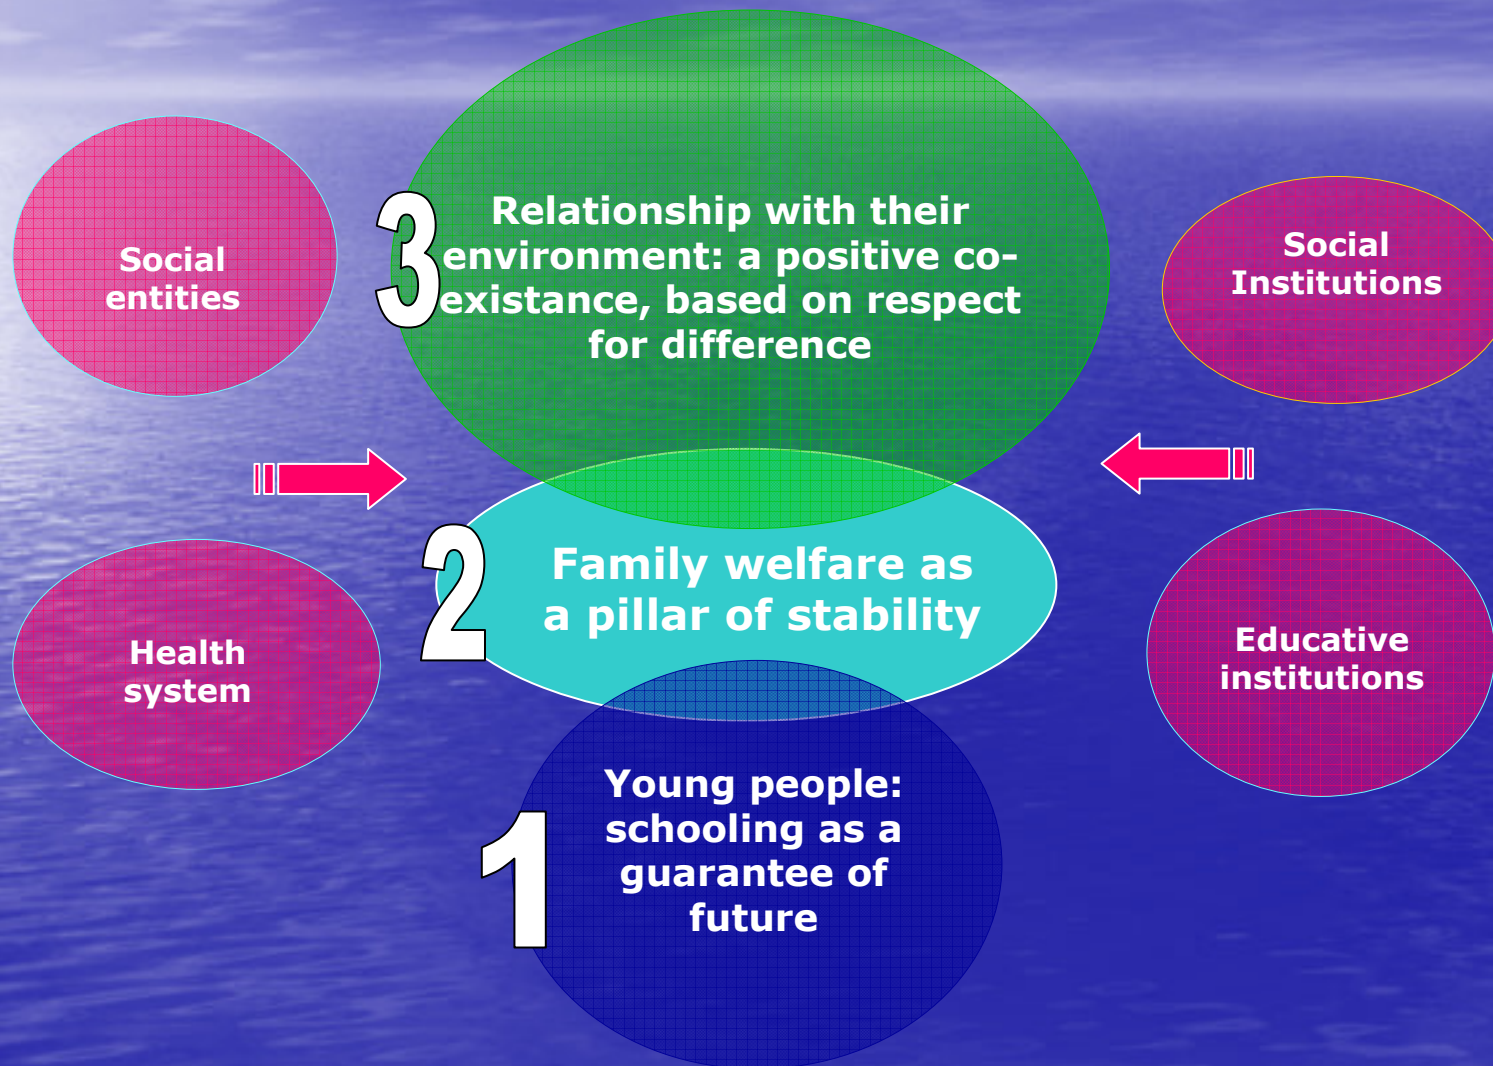 Social
entities
3
Relationship with their
environment: a positive co-
existance, based on respect
for difference
Social
Institutions
2
Family welfare as
a pillar of stability
Health
system
Educative
institutions
1
Young people:
schooling as a
guarantee of
future